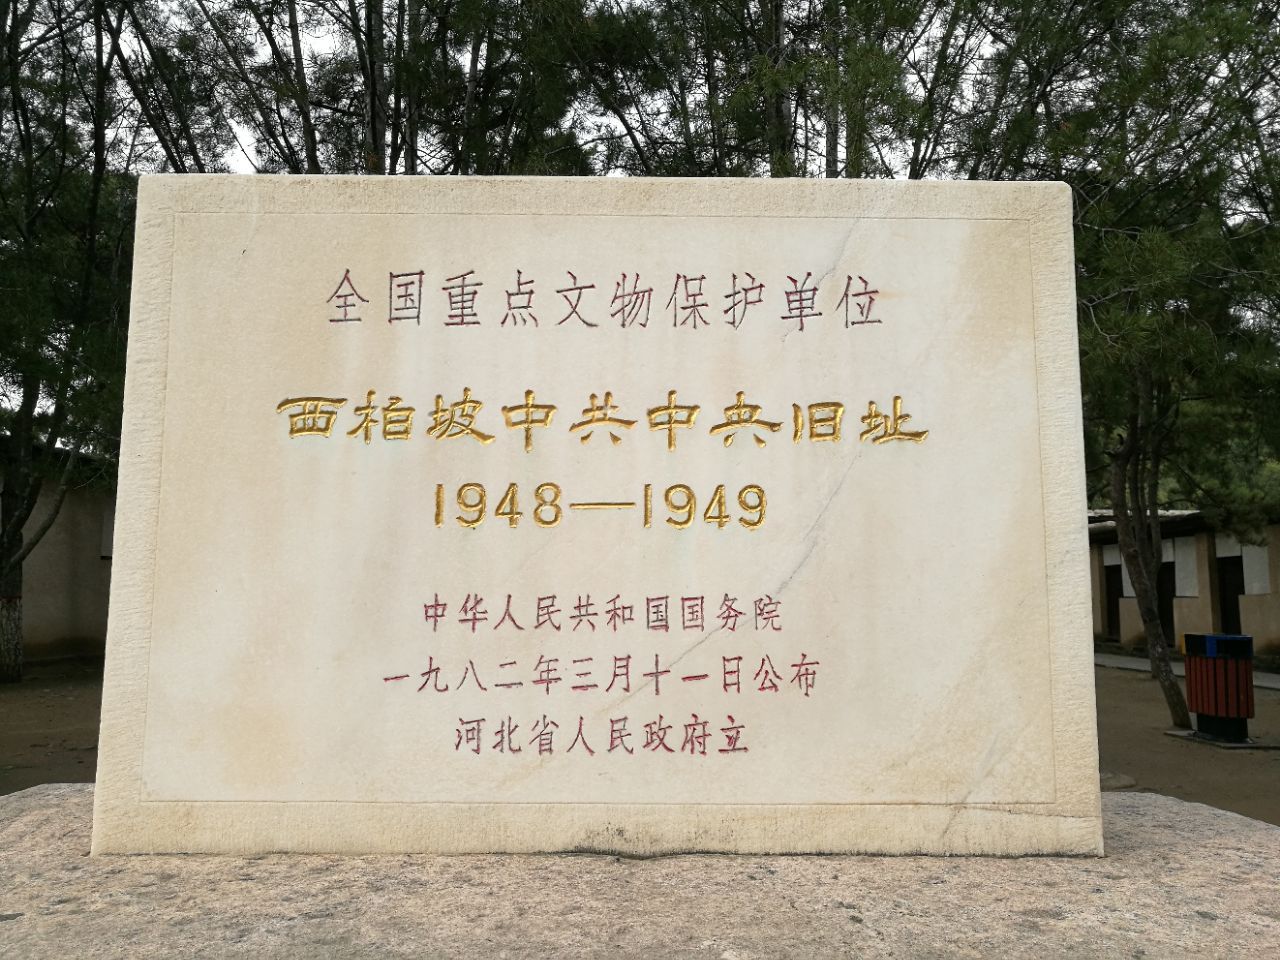 全国重点文物保护单位
西柏坡中共中央旧址
1948—1949
中华人民共和国国务院
一九八二年三月十一日公布
河北省人民政府立